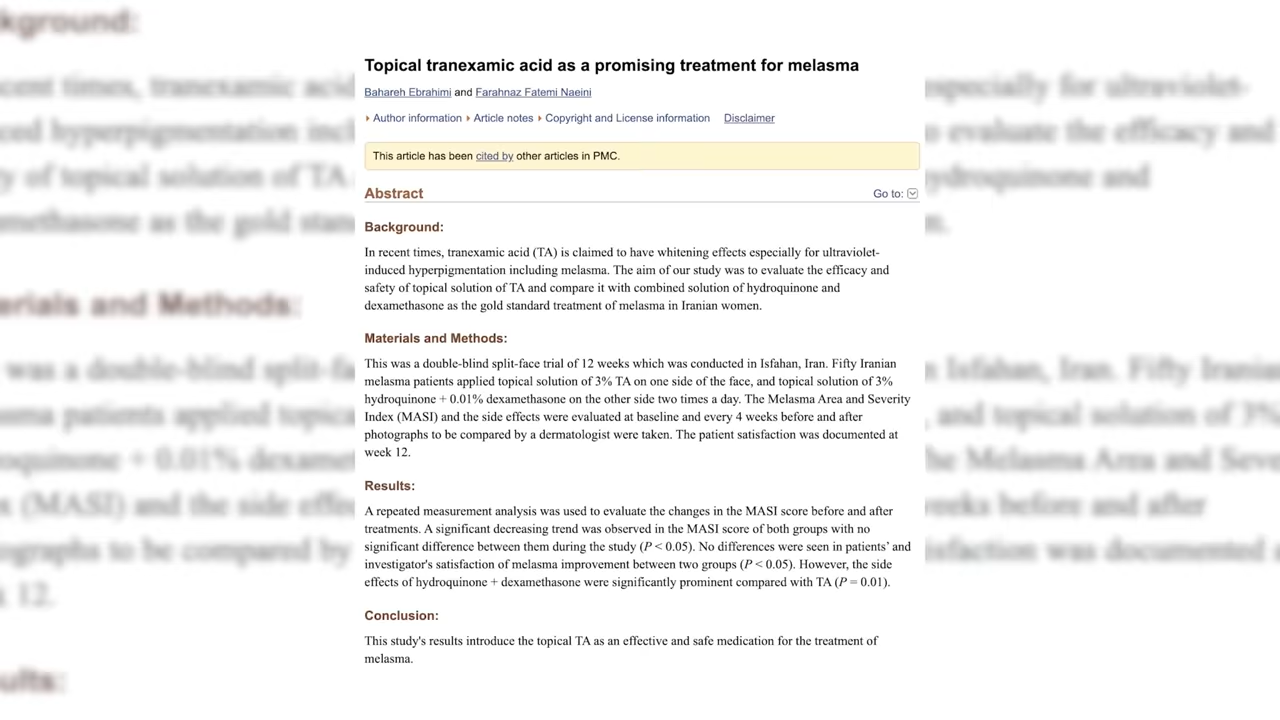 Topical tranexamic acid as a promising treatment for melasma
Bahareh Ebrahimi and Farahnaz Fatemi Naeini
Author information Article notes Copyright and License information Disclaimer
This article has been cited by other articles in PMC.
Abstract Go to:
Background:
In recent times, tranexamic acid (TA) is claimed to have whitening effects especially for ultraviolet-
induced hyperpigmentation including melasma. The aim of our study was to evaluate the efficacy and
safety of topical solution of TA and compare it with combined solution of hydroquinone and
dexamethasone as the gold standard treatment of melasma in Iranian women.
Materials and Methods:
This was a double-blind split-face trial of 12 weeks which was conducted in Isfahan, Iran. Fifty Iranian
melasma patients applied topical solution of 3% TA on one side of the face, and topical solution of 3%
hydroquinone + 0.01% dexamethasone on the other side two times a day. The Melasma Area and Severity
Index (MASI) and the side effects were evaluated at baseline and every 4 weeks before and after
photographs to be compared by a dermatologist were taken. The patient satisfaction was documented at
week 12.
Results:
A repeated measurement analysis was used to evaluate the changes in the MASI score before and after
treatments. A significant decreasing trend was observed in the MASI score of both groups with no
significant difference between them during the study (P < 0.05). No differences were seen in patients' and
investigator's satisfaction of melasma improvement between two groups (P < 0.05). However, the side
effects of hydroquinone + dexamethasone were significantly prominent compared with TA (P = 0.01).
Conclusion:
This study's results introduce the topical TA as an effective and safe medication for the treatment of
melasma.